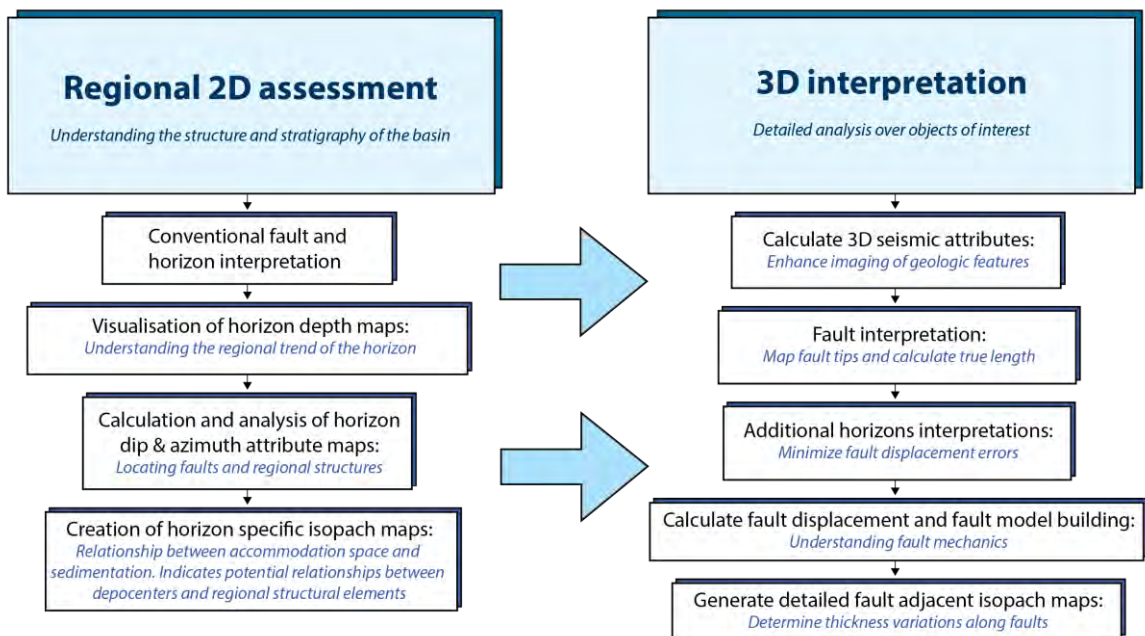 Regional 2D assessment
Understanding the structure and stratigraphy of the basin
Conventional fault and
horizon interpretation
Visualisation of horizon depth maps:
Understanding the regional trend of the horizon
Calculation and analysis of horizon
dip & azimuth attribute maps:
Locating faults and regional structures
Creation of horizon specific isopach maps:
Relationship between accommodation space and
sedimentation. Indicates potential relationships between
depocenters and regional structural elements
3D interpretation
Detailed analysis over objects of interest
Calculate 3D seismic attributes:
Enhance imaging of geologic features
Fault interpretation:
Map fault tips and calculate true length
Additional horizons interpretations:
Minimize fault displacement errors
Calculate fault displacement and fault model building:
Understanding fault mechanics
Generate detailed fault adjacent isopach maps:
Determine thickness variations along faults